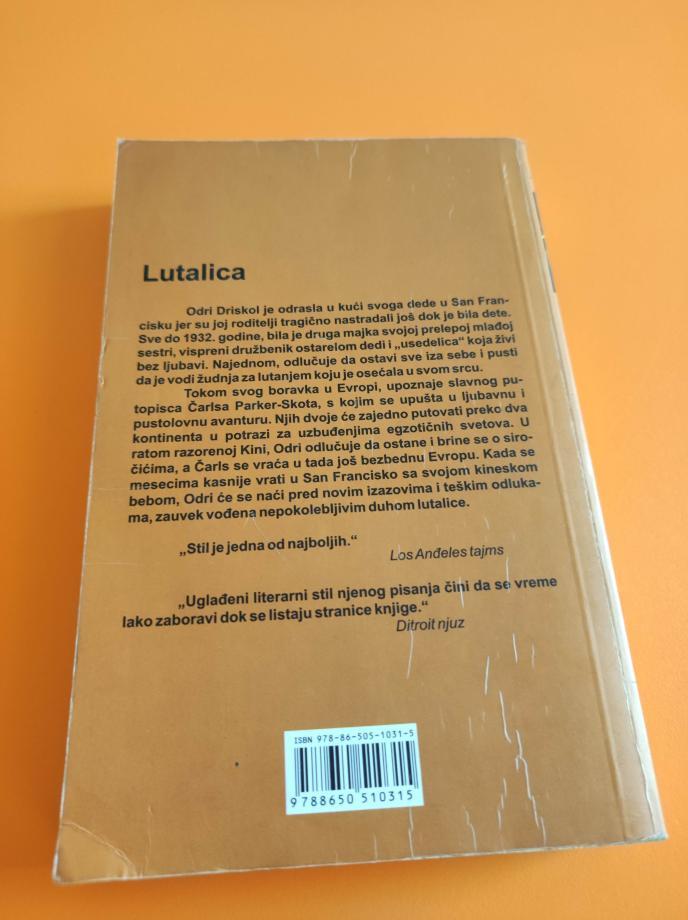 Lutalica
Odri Driskol je odrasla u kući svoga dede u San Fran-
cisku jer su joj roditelji tragično nastradali još dok je bila dete.
Sve do 1932. godine, bila je druga majka svojoj prelepoj mlađoj
sestri, vispreni družbenik ostarelom dedi i „usedelica" koja živi
bez ljubavi. Najednom, odlučuje da ostavi sve iza sebe i pusti
da je vodi žudnja za lutanjem koju je osećala u svom srcu.
Tokom svog boravka u Evropi, upoznaje slavnog pu-
topisca Čarlsa Parker-Skota, s kojim se upušta u ljubavnu i
pustolovnu avanturu. Njih dvoje će zajedno putovati preko dva
kontinenta u potrazi za uzbuđenjima egzotičnih svetova. U
ratom razorenoj Kini, Odri odlučuje da ostane i brine se o siro-
čićima, a Čarls se vraća u tada još bezbednu Evropu. Kada se
mesecima kasnije vrati u San Francisko sa svojom kineskom
bebom, Odri će se naći pred novim izazovima i teškim odluka-
ma, zauvek vođena nepokolebljivim duhom lutalice.
„Stil je jedna od najboljih."
Los Anđeles tajms
„Uglađeni literarni stil njenog pisanja čini da se vreme
lako zaboravi dok se listaju stranice knjige."
Ditroit njuz
ISBN 978-86-505-1031-5
9788650 510315